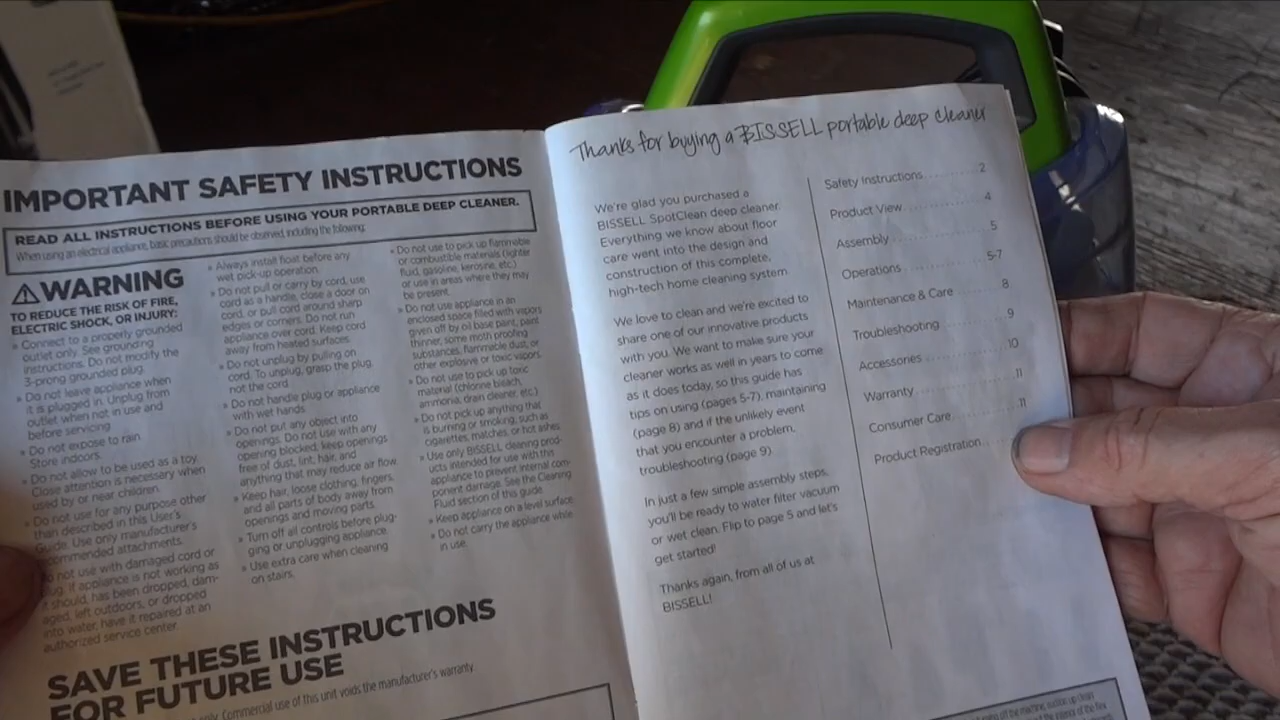 IMPORTANT SAFETY INSTRUCTIONS
READ ALL INSTRUCTIONS BEFORE USING YOUR PORTABLE DEEP CLEANER.
When using an electrical appliance, basic precautions should be observed, including the following:
WARNING
TO REDUCE THE RISK OF FIRE,
ELECTRIC SHOCK, OR INJURY:
» Connect to a properly grounded
outlet only. See grounding
instructions. Do not modify the
3-prong grounded plug.
» Do not leave appliance when
it is plugged in. Unplug from
outlet when not in use and
before servicing.
» Do not expose to rain.
Store indoors.
» Do not allow to be used as a toy.
Close attention is necessary when
used by or near children.
» Do not use for any purpose other
than described in this User's
Guide. Use only manufacturer's
recommended attachments.
Do not use with damaged cord or
plug. If appliance is not working as
it should, has been dropped, dam-
aged, left outdoors, or dropped
into water, have it repaired at an
authorized service center.
» Always install float before any
wet pick-up operation.
» Do not pull or carry by cord, use
cord as a handle, close a door on
cord, or pull cord around sharp
edges or corners. Do not run
appliance over cord. Keep cord
away from heated surfaces.
» Do not unplug by pulling on
cord. To unplug, grasp the plug,
not the cord.
» Do not handle plug or appliance
with wet hands.
» Do not put any object into
openings. Do not use with any
opening blocked; keep openings
free of dust, lint, hair, and
anything that may reduce air flow.
» Keep hair, loose clothing, fingers,
and all parts of body away from
openings and moving parts.
» Turn off all controls before plug-
ging or unplugging appliance.
» Use extra care when cleaning
on stairs.
» Do not use to pick up flammable
or combustible materials (lighter
fluid, gasoline, kerosine, etc.)
or use in areas where they may
be present.
» Do not use appliance in an
enclosed space filled with vapors
given off by oil base paint, paint
thinner, some moth proofing
substances, flammable dust, or
other explosive or toxic vapors.
» Do not use to pick up toxic
material (chlorine bleach,
ammonia, drain cleaner, etc.)
» Do not pick up anything that
is burning or smoking, such as
cigarettes, matches, or hot ashes
» Use only BISSELL cleaning prod-
ucts intended for use with this
appliance to prevent internal com-
ponent damage. See the Cleaning
Fluid section of this guide.
» Keep appliance on a level surface.
» Do not carry the appliance while
in use.
SAVE THESE INSTRUCTIONS
FOR FUTURE USE
only. Commercial use of this unit voids the manufacturer's warranty.
Thanks for buying a BISSELL portable deep cleaner
We're glad you purchased a
BISSELL SpotClean deep cleaner.
Everything we know about floor
care went into the design and
construction of this complete,
high-tech home cleaning system
We love to clean and we're excited to
share one of our innovative products
with you. We want to make sure your
cleaner works as well in years to come
as it does today, so this guide has
tips on using (pages 5-7), maintaining
(page 8) and if the unlikely event
that you encounter a problem,
troubleshooting (page 9).
In just a few simple assembly steps,
you'll be ready to water filter vacuum
or wet clean. Flip to page 5 and let's
get started!
Thanks again, from all of us at
BISSELL!
Safety Instructions 2
Product View 4
Assembly 5
Operations 5-7
Maintenance & Care 8
Troubleshooting 9
Accessories 10
Warranty 11
Consumer Care 11
Product Registration